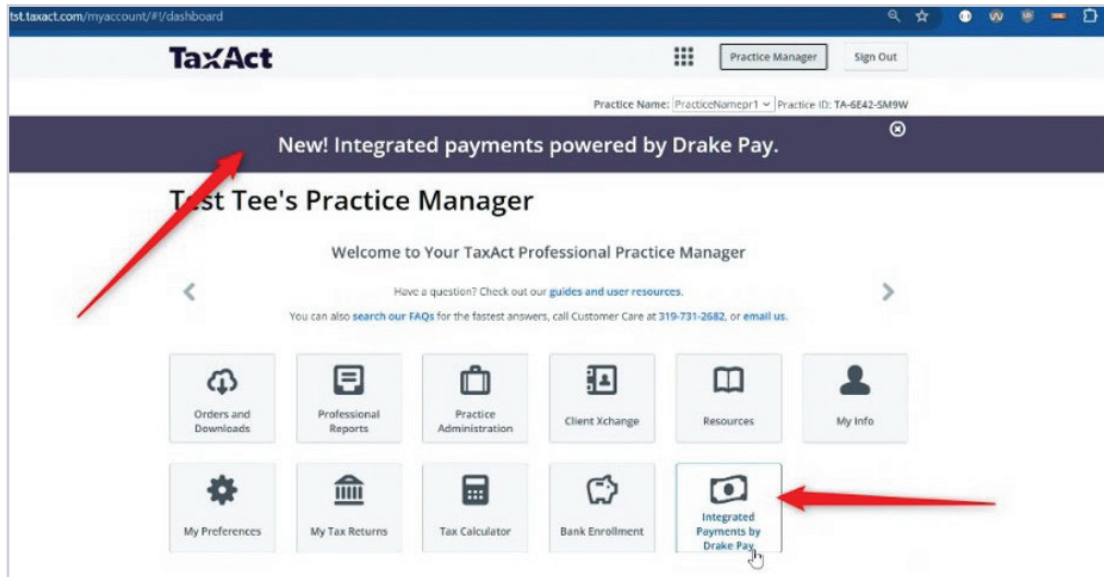 tst.taxact.com/myaccount/#!/dashboard
TaxAct
Practice Manager
Sign Out
Practice Name: PracticeNamepr1 Practice ID: TA-6E42-SM9W
New! Integrated payments powered by Drake Pay.
Test Tee's Practice Manager
Welcome to Your TaxAct Professional Practice Manager
Have a question? Check out our guides and user resources.
You can also search our FAQs for the fastest answers, call Customer Care at 319-731-2682, or email us.
Orders and
Downloads
Professional
Reports
Practice
Administration
Client Xchange
Resources
My Info
My Preferences
My Tax Returns
Tax Calculator
Bank Enrollment
Integrated
Payments by
Drake Pay